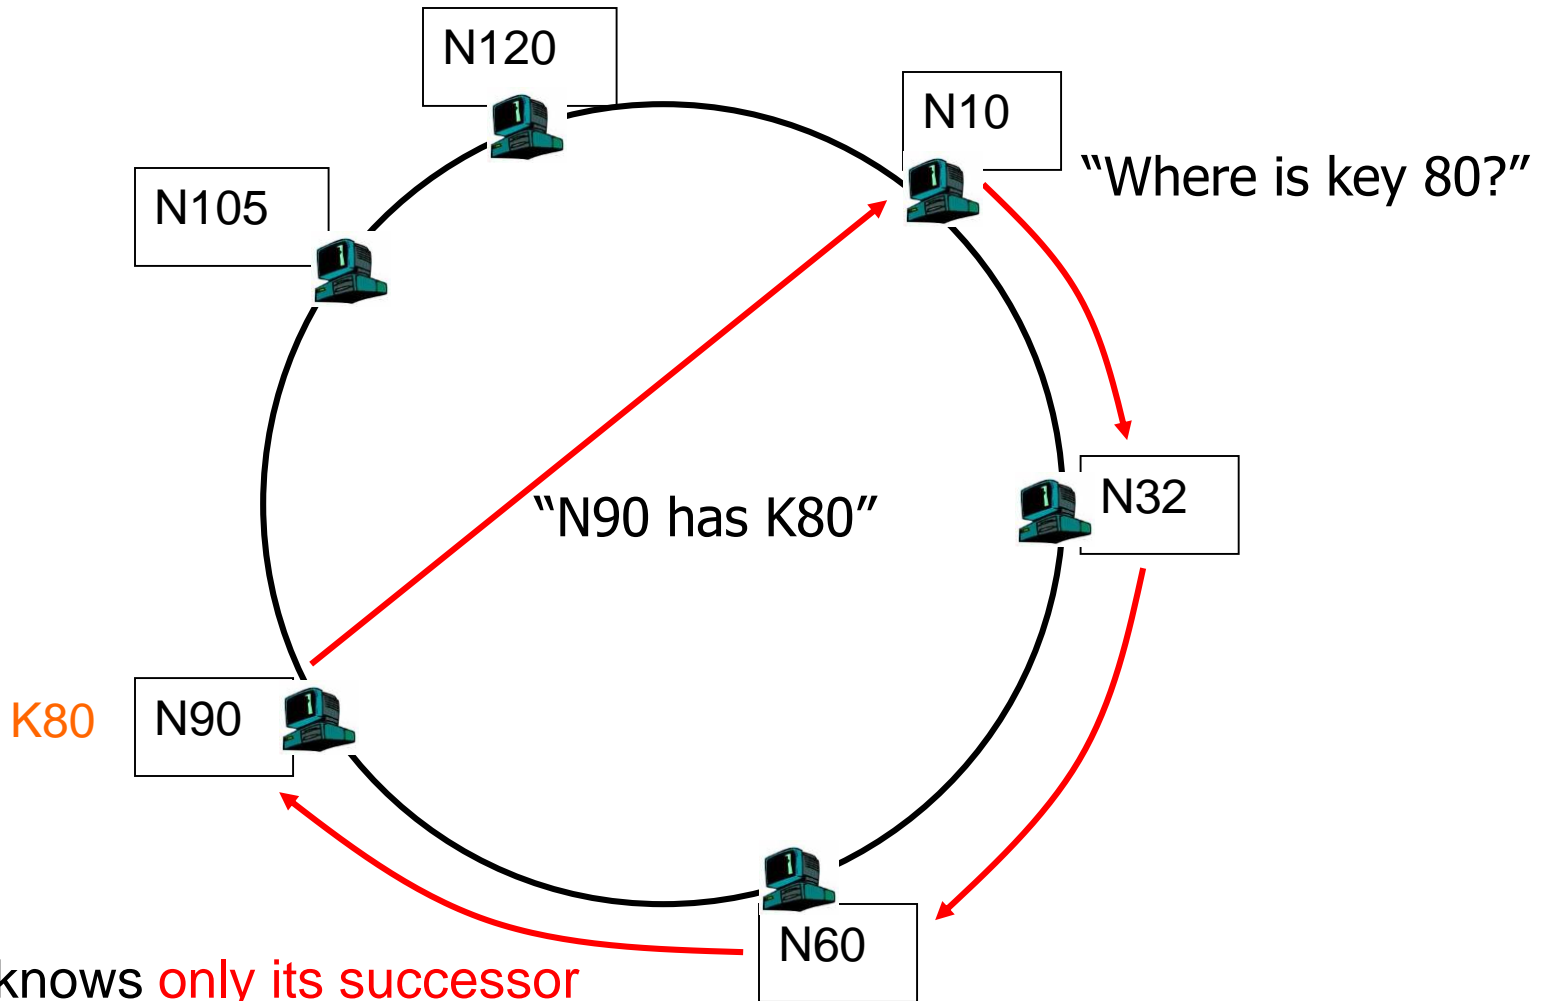 N120
N10
“Where is key 80?”
N105
N32
“N90 has K80”
K80
N90
N60
knows only its successor